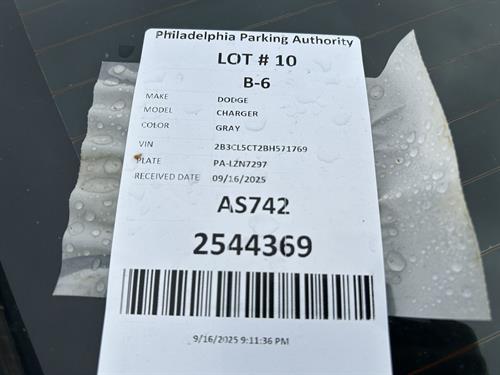 Philadelphia Parking Authority
LOT # 10
B-6
MAKE DODGE
MODEL CHARGER
COLOR GRAY
VIN 2B3CL5CT2BH571769
PLATE PA-LZN7297
RECEIVED DATE 09/16/2025
AS742
2544369
9/16/2025 9:11:36 PM